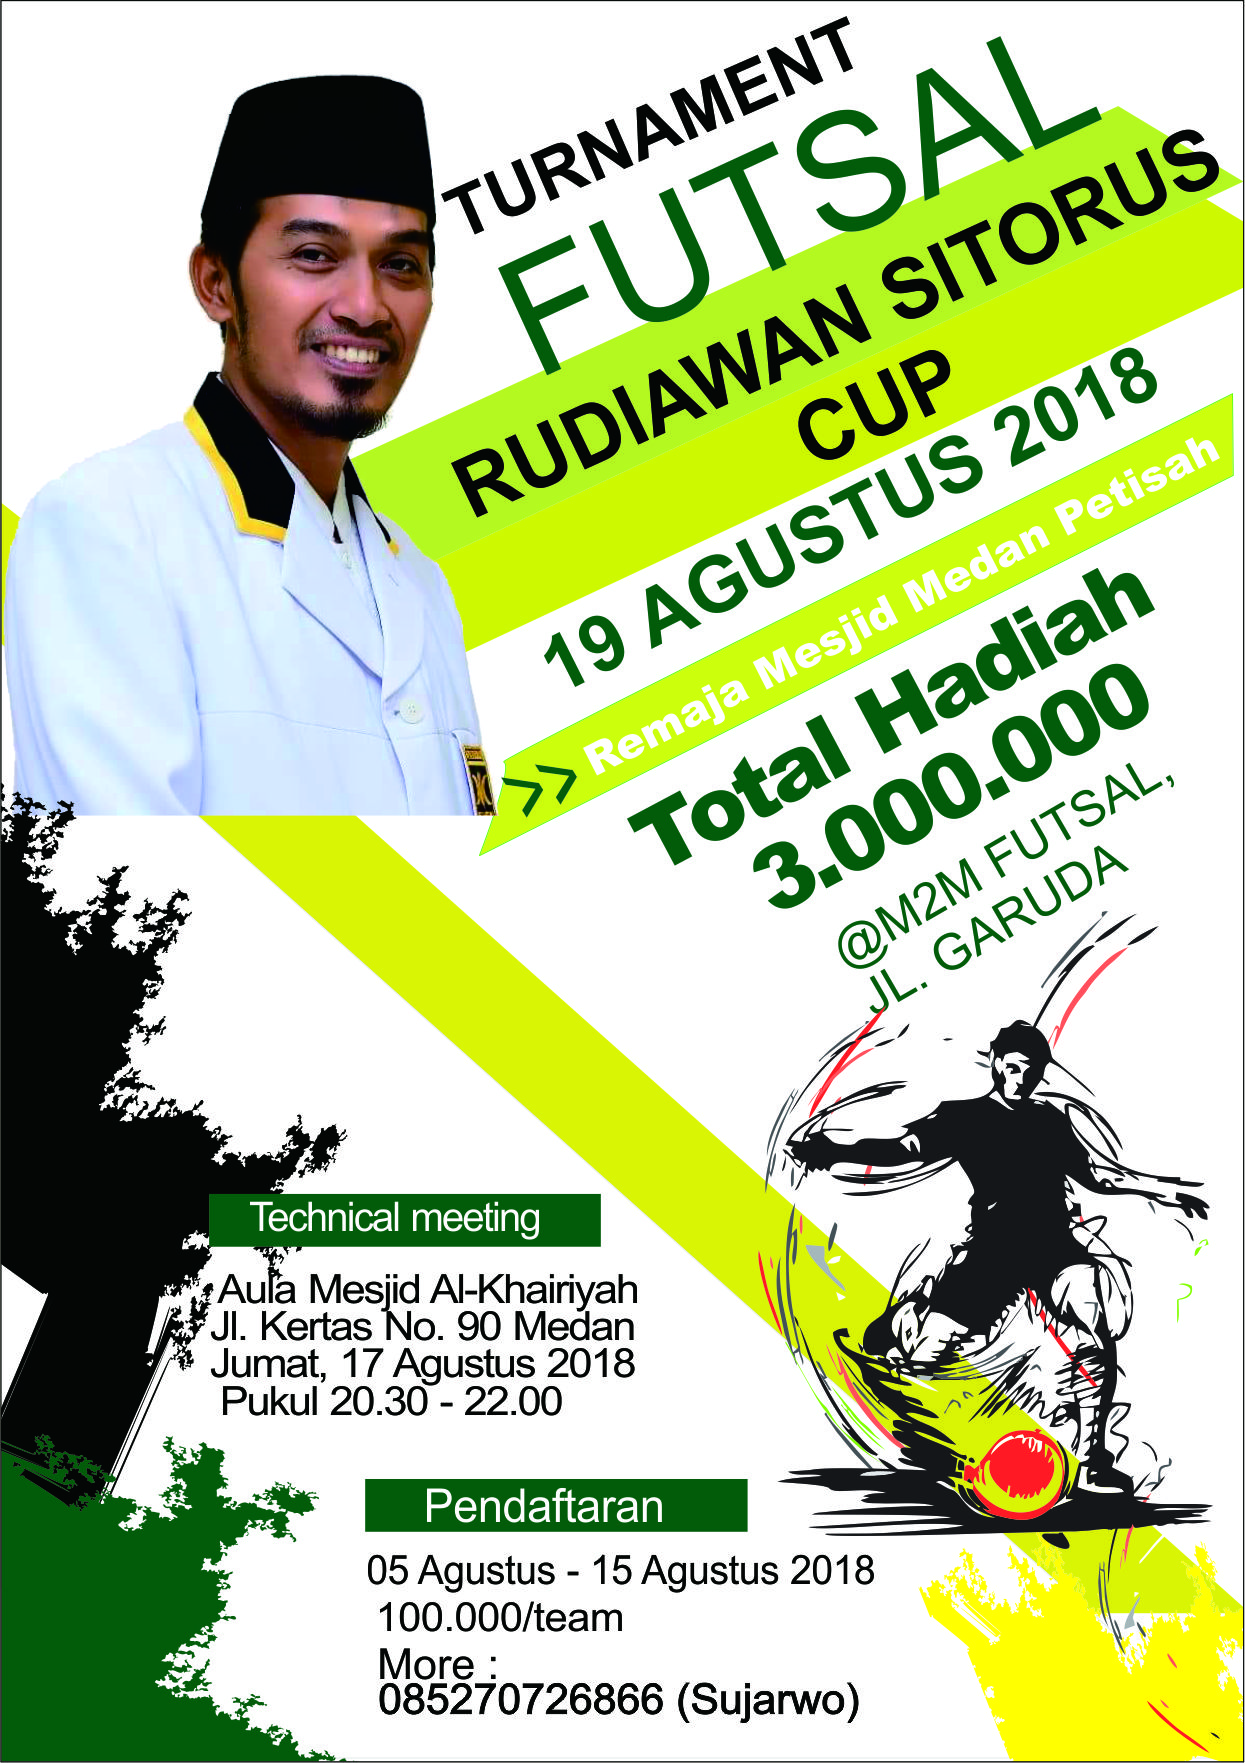 TURNAMENT
FUTSAL
RUDIAWAN SITORUS
CUP
19 AGUSTUS 2018
>> Remaja Mesjid Medan Petisah
Total Hadiah
3.000.000
@M2M FUTSAL,
JL. GARUDA
Technical meeting
Aula Mesjid Al-Khairiyah
Jl. Kertas No. 90 Medan
Jumat, 17 Agustus 2018
Pukul 20.30 - 22.00
Pendaftaran
05 Agustus - 15 Agustus 2018
100.000/team
More :
085270726866 (Sujarwo)